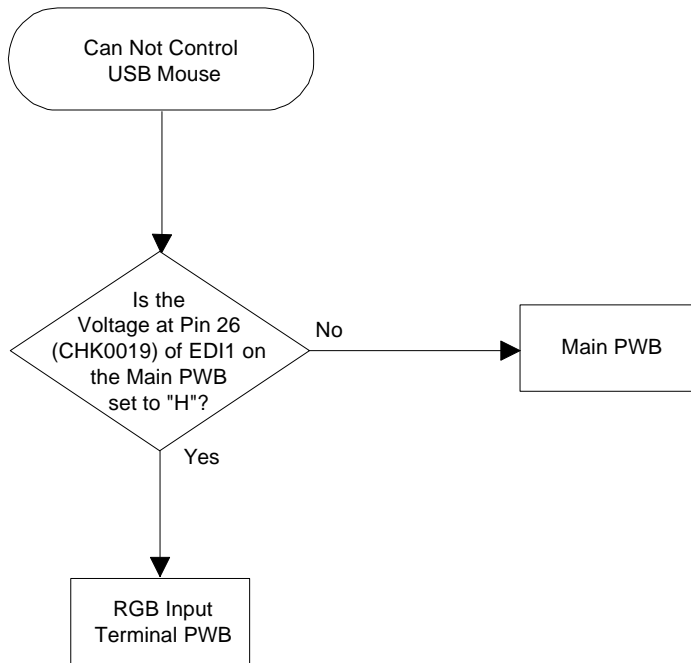 Can Not Control
USB Mouse
Is the
Voltage at Pin 26
(CHK0019) of EDI1 on
the Main PWB
set to "H"?
No
Main PWB
Yes
RGB Input
Terminal PWB